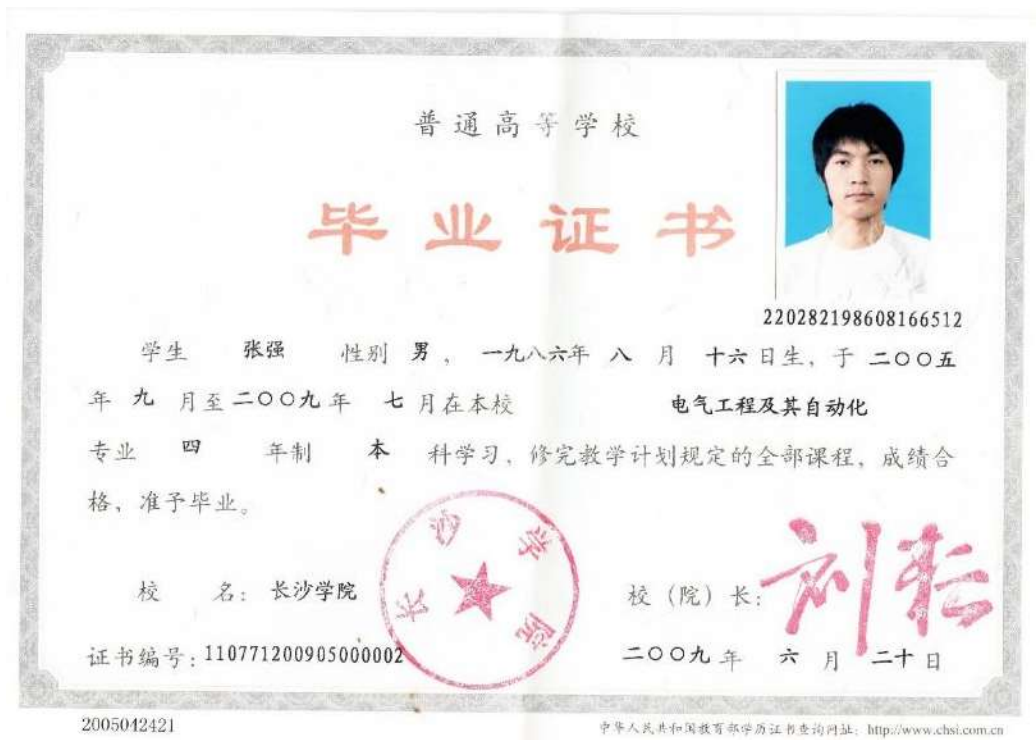 普通高等学校
毕业证书
220282198608166512
学生 张强 性别 男 ， 一九八六年 八 月 十六日生，于 二〇〇五
年 九 月至二〇〇九年 七 月在本校 电气工程及其自动化
专业 四 年制 本 科学习，修完教学计划规定的全部课程，成绩合
格，准予毕业。
长沙学院
校 名：长沙学院 校（院）长：
证书编号：110771200905000002 二〇〇九 年 六 月 二十日
2005042421 中华人民共和国教育部学历证书查询网址：http://www.chsi.com.cn